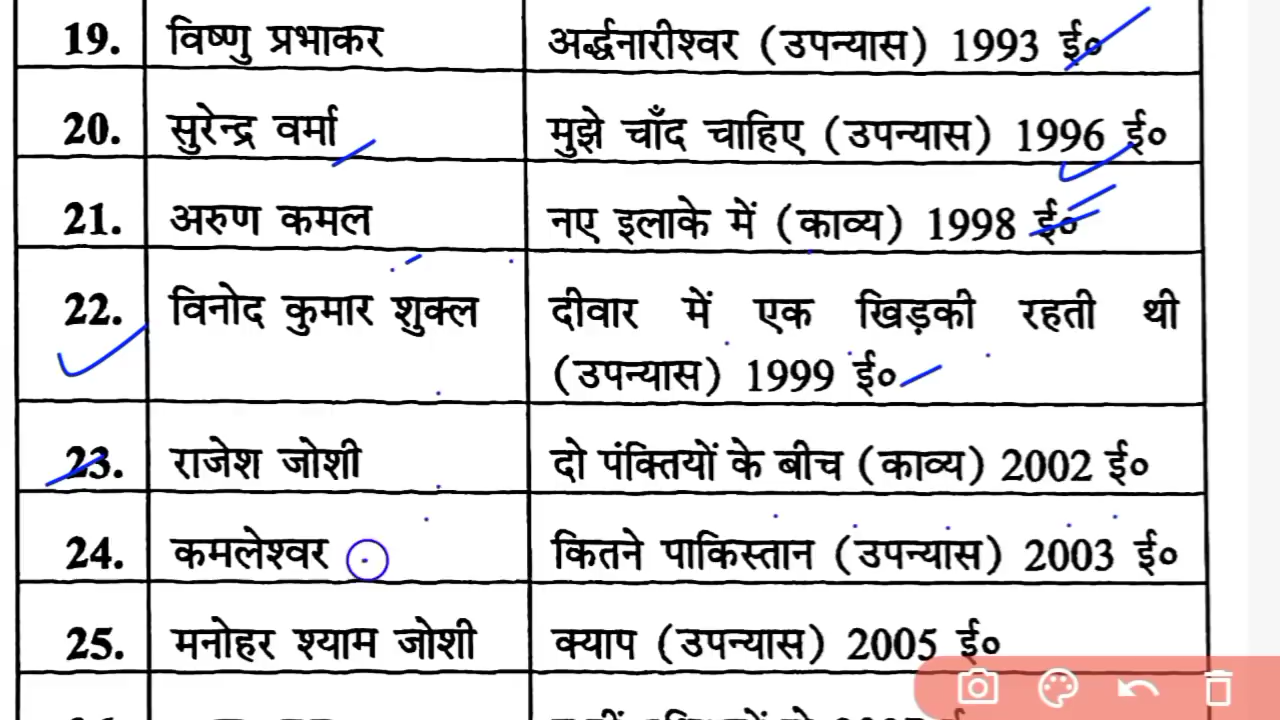 19. विष्णु प्रभाकर अर्द्धनारीश्वर (उपन्यास) 1993 ई०
20. सुरेन्द्र वर्मा मुझे चाँद चाहिए (उपन्यास) 1996 ई०
21. अरुण कमल नए इलाके में (काव्य) 1998 ई०
22. विनोद कुमार शुक्ल दीवार में एक खिड़की रहती थी
(उपन्यास) 1999 ई०
23. राजेश जोशी दो पंक्तियों के बीच (काव्य) 2002 ई०
24. कमलेश्वर कितने पाकिस्तान (उपन्यास) 2003 ई०
25. मनोहर श्याम जोशी क्याप (उपन्यास) 2005 ई०